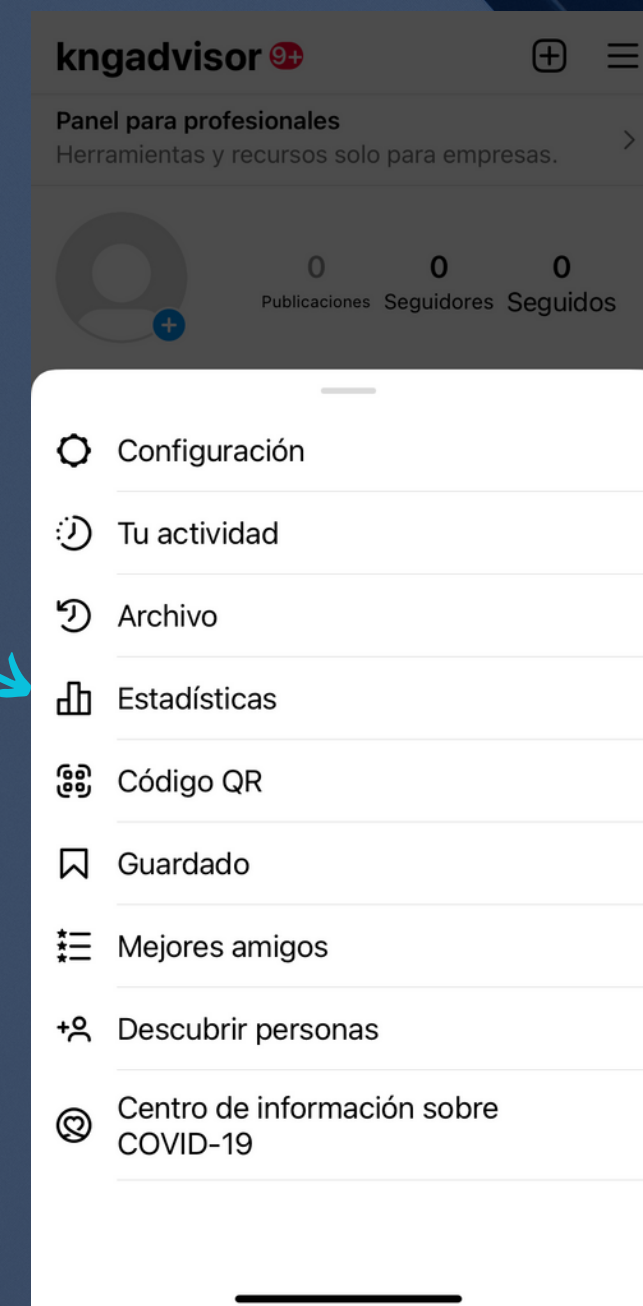 kngadvisor 9+
Panel para profesionales
Herramientas y recursos solo para empresas.
0 0 0
Publicaciones Seguidores Seguidos
Configuración
Tu actividad
Archivo
Estadísticas
Código QR
Guardado
Mejores amigos
Descubrir personas
Centro de información sobre
COVID-19